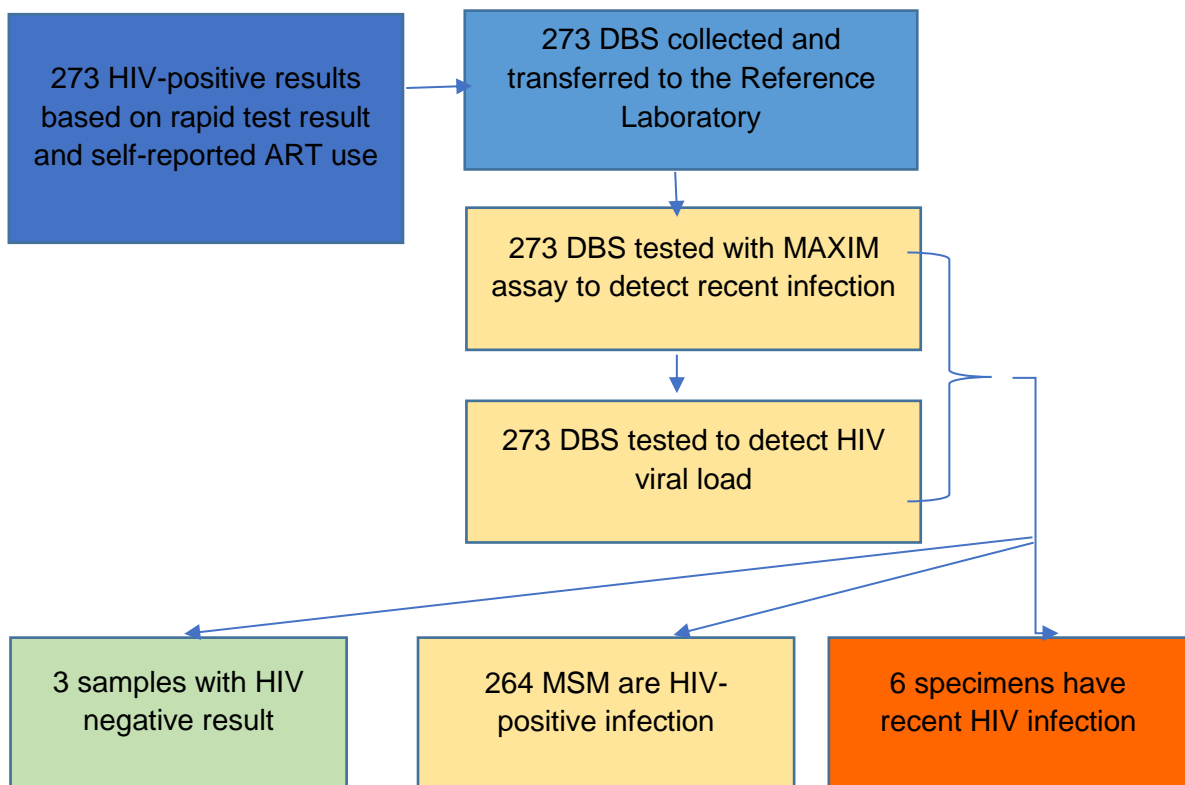 273 HIV-positive results
based on rapid test result
and self-reported ART use
273 DBS collected and
transferred to the Reference
Laboratory
273 DBS tested with MAXIM
assay to detect recent infection
273 DBS tested to detect HIV
viral load
3 samples with HIV
negative result
264 MSM are HIV-
positive infection
6 specimens have
recent HIV infection